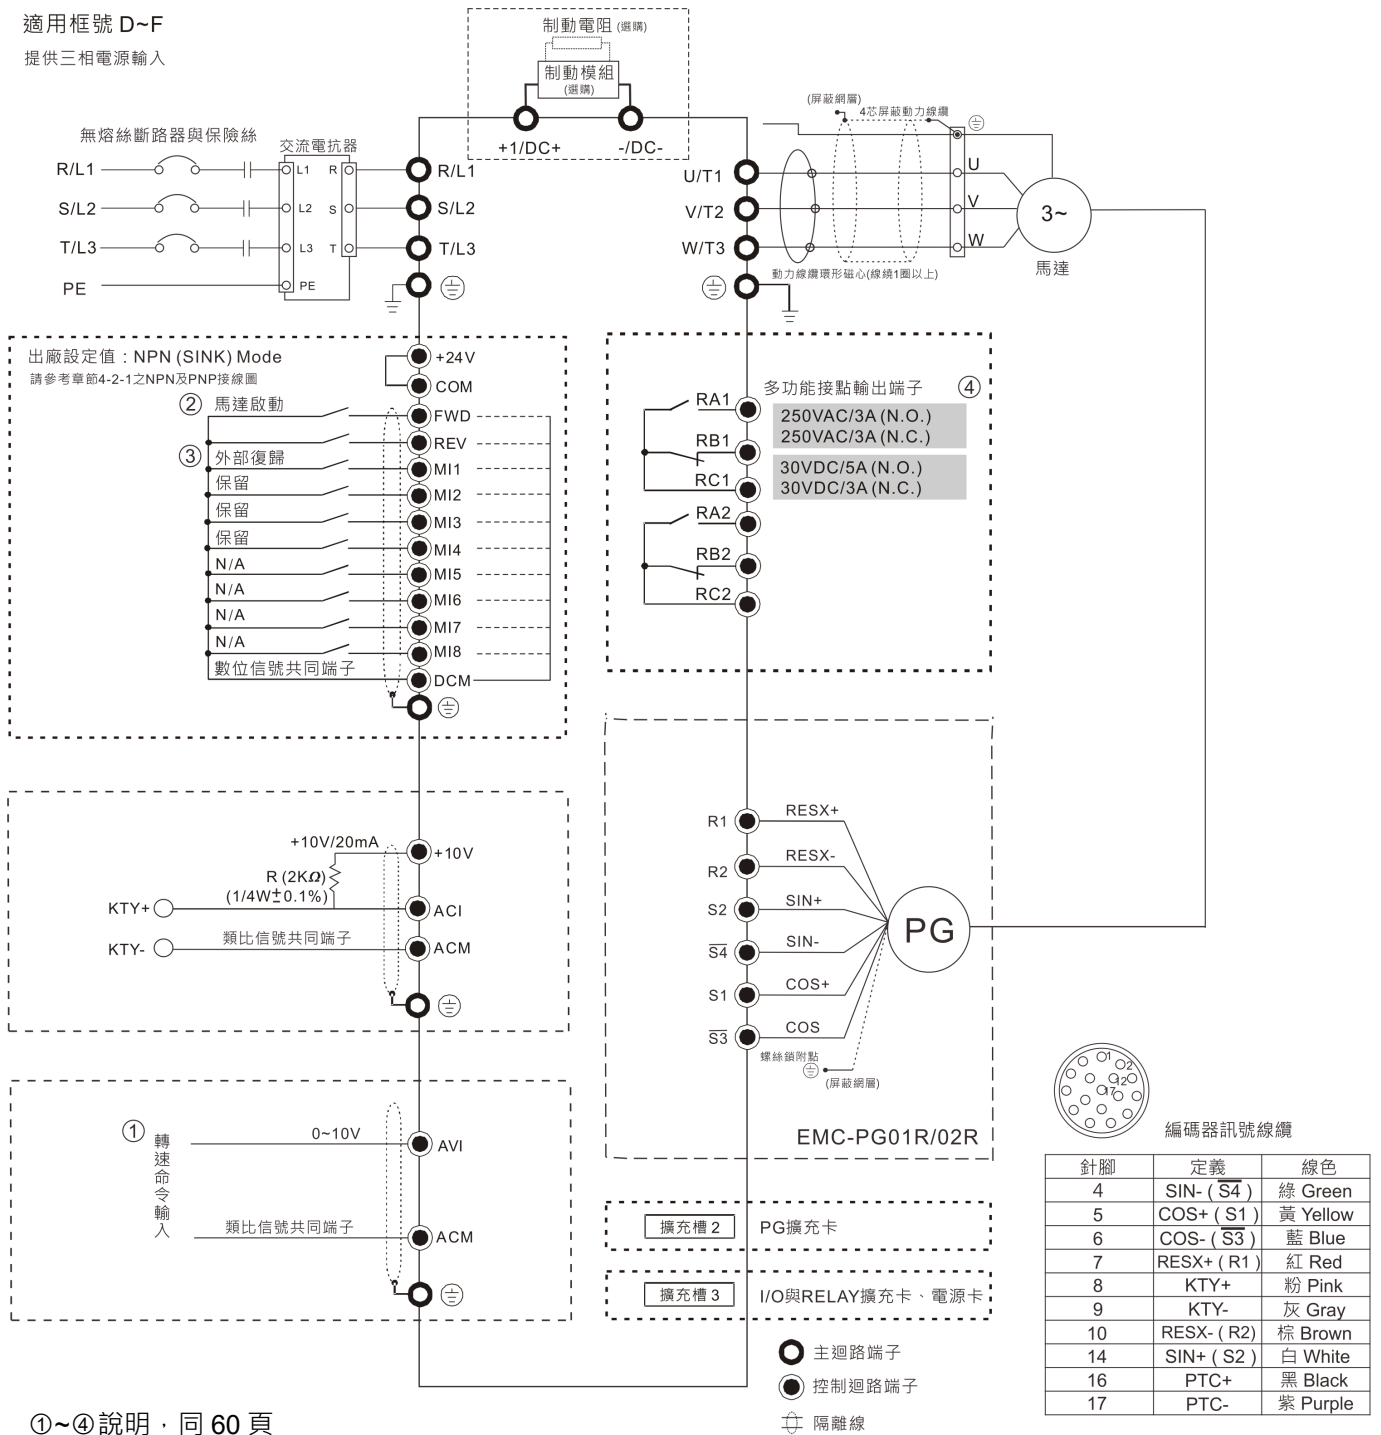 適用框號 D~F
提供三相電源輸入
制動電阻 (選購)
制動模組
(選購)
+1/DC+
-/DC-
無熔絲斷路器與保險絲
交流電抗器
R/L1
L1
R
R/L1
S/L2
L2
S
S/L2
T/L3
L3
T
T/L3
PE
PE
(屏蔽網層)
4芯屏蔽動力線纜
U/T1
U
V/T2
V
W/T3
W
3~
馬達
動力線纜環形磁心(線繞1圈以上)
出廠設定值 : NPN (SINK) Mode
請參考章節4-2-1之NPN及PNP接線圖
+24V
COM
② 馬達啟動
FWD
REV
③ 外部復歸
MI1
保留
MI2
保留
MI3
保留
MI4
N/A
MI5
N/A
MI6
N/A
MI7
N/A
MI8
數位信號共同端子
DCM
RA1
多功能接點輸出端子 ④
250VAC/3A (N.O.)
250VAC/3A (N.C.)
RB1
30VDC/5A (N.O.)
30VDC/3A (N.C.)
RC1
RA2
RB2
RC2
+10V/20mA
+10V
R (2KΩ)
(1/4W±0.1%)
KTY+
ACI
KTY-
類比信號共同端子
ACM
R1
RESX+
R2
RESX-
S2
SIN+
S4
SIN-
S1
COS+
S3
COS
PG
螺絲鎖附點
(屏蔽網層)
EMC-PG01R/02R
① 轉速命令輸入
0~10V
AVI
類比信號共同端子
ACM
擴充槽 2
PG擴充卡
擴充槽 3
I/O與RELAY擴充卡、電源卡
主迴路端子
控制迴路端子
隔離線
1
2
12
17
編碼器訊號線纜
針腳 定義 線色
4 SIN- ( S4 ) 綠 Green
5 COS+ ( S1 ) 黃 Yellow
6 COS- ( S3 ) 藍 Blue
7 RESX+ ( R1 ) 紅 Red
8 KTY+ 粉 Pink
9 KTY- 灰 Gray
10 RESX- ( R2) 棕 Brown
14 SIN+ ( S2 ) 白 White
16 PTC+ 黑 Black
17 PTC- 紫 Purple
①~④說明，同 60 頁